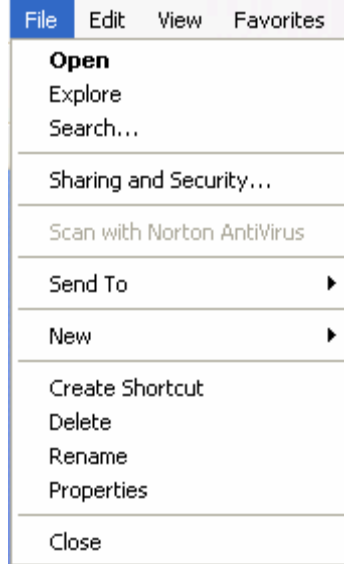 File Edit View Favorites
Open
Explore
Search...
Sharing and Security...
Scan with Norton AntiVirus
Send To
New
Create Shortcut
Delete
Rename
Properties
Close